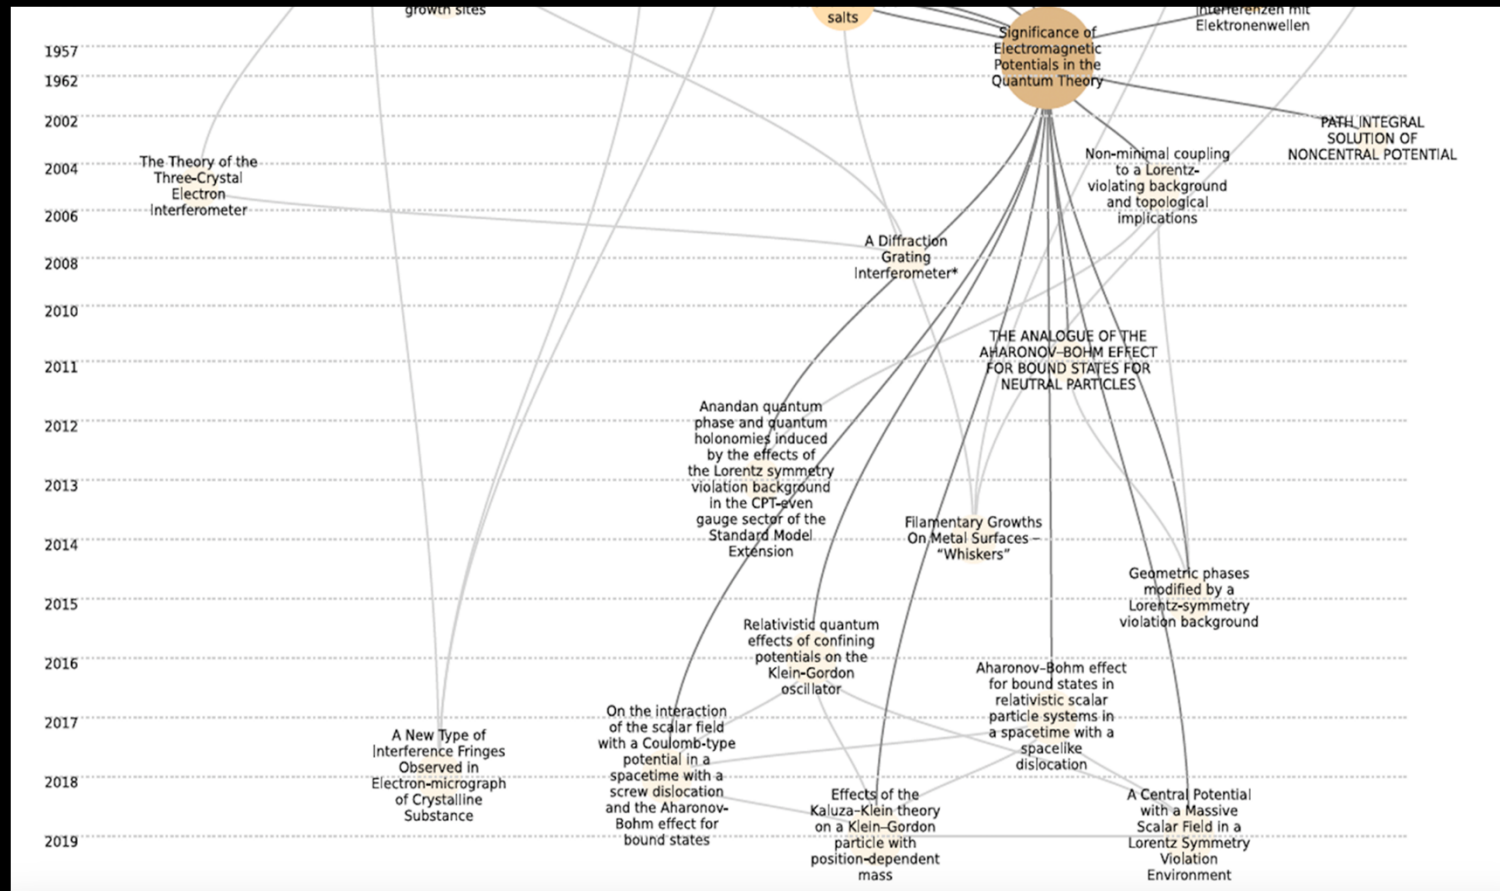 growth sites
salts
Interferenzen mit
Elektronenwellen
Significance of
Electromagnetic
Potentials in the
Quantum Theory
1957
1962
2002
PATH INTEGRAL
SOLUTION OF
NONCENTRAL POTENTIAL
2004
The Theory of the
Three-Crystal
Electron
Interferometer
Non-minimal coupling
to a Lorentz-
violating background
and topological
implications
2006
A Diffraction
Grating
Interferometer*
2008
2010
THE ANALOGUE OF THE
AHARONOV–BOHM EFFECT
FOR BOUND STATES FOR
NEUTRAL PARTICLES
2011
Anandan quantum
phase and quantum
holonomies induced
by the effects of
the Lorentz symmetry
violation background
in the CPT-even
gauge sector of the
Standard Model
Extension
2012
2013
Filamentary Growths
On Metal Surfaces —
“Whiskers”
2014
Geometric phases
modified by a
Lorentz-symmetry
violation background
2015
Relativistic quantum
effects of confining
potentials on the
Klein-Gordon
oscillator
2016
Aharonov–Bohm effect
for bound states in
relativistic scalar
particle systems in
a spacetime with a
spacelike
dislocation
2017
On the interaction
of the scalar field
with a Coulomb-type
potential in a
spacetime with a
screw dislocation
and the Aharonov-
Bohm effect for
bound states
A New Type of
Interference Fringes
Observed in
Electron-micrograph
of Crystalline
Substance
2018
Effects of the
Kaluza–Klein theory
on a Klein–Gordon
particle with
position-dependent
mass
A Central Potential
with a Massive
Scalar Field in a
Lorentz Symmetry
Violation
Environment
2019